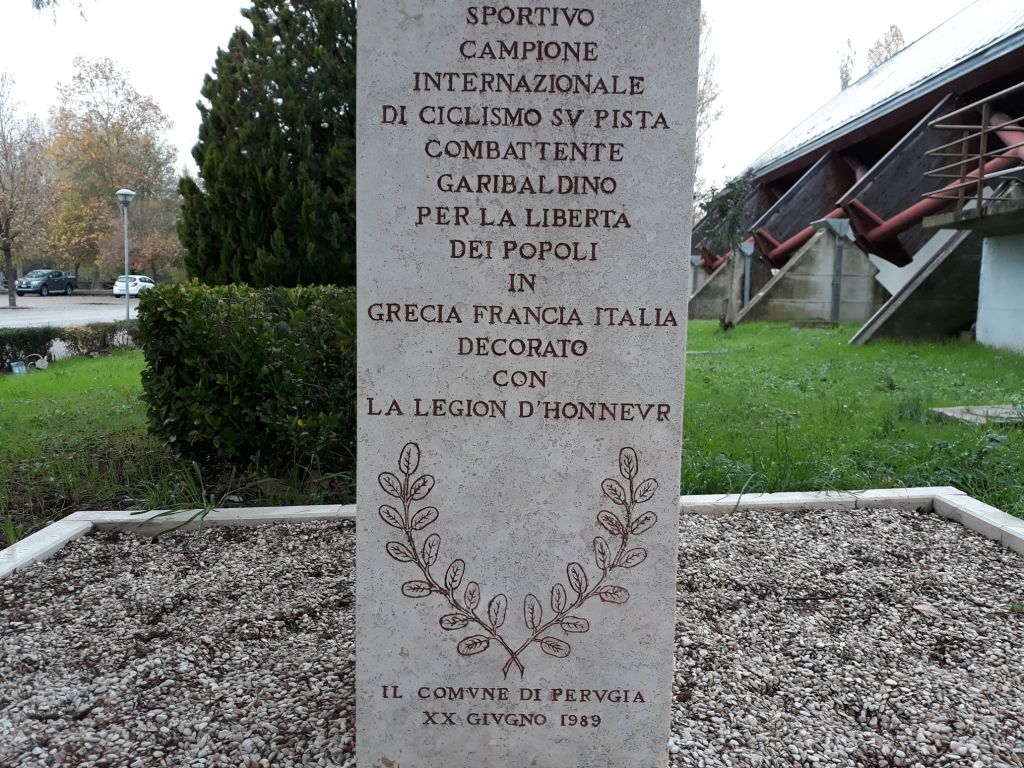 SPORTIVO
CAMPIONE
INTERNAZIONALE
DI CICLISMO SV PISTA
COMBATTENTE
GARIBALDINO
PER LA LIBERTA
DEI POPOLI
IN
GRECIA FRANCIA ITALIA
DECORATO
CON
LA LEGION D'HONNEVR
IL COMVNE DI PERVGIA
XX GIVGNO 1989